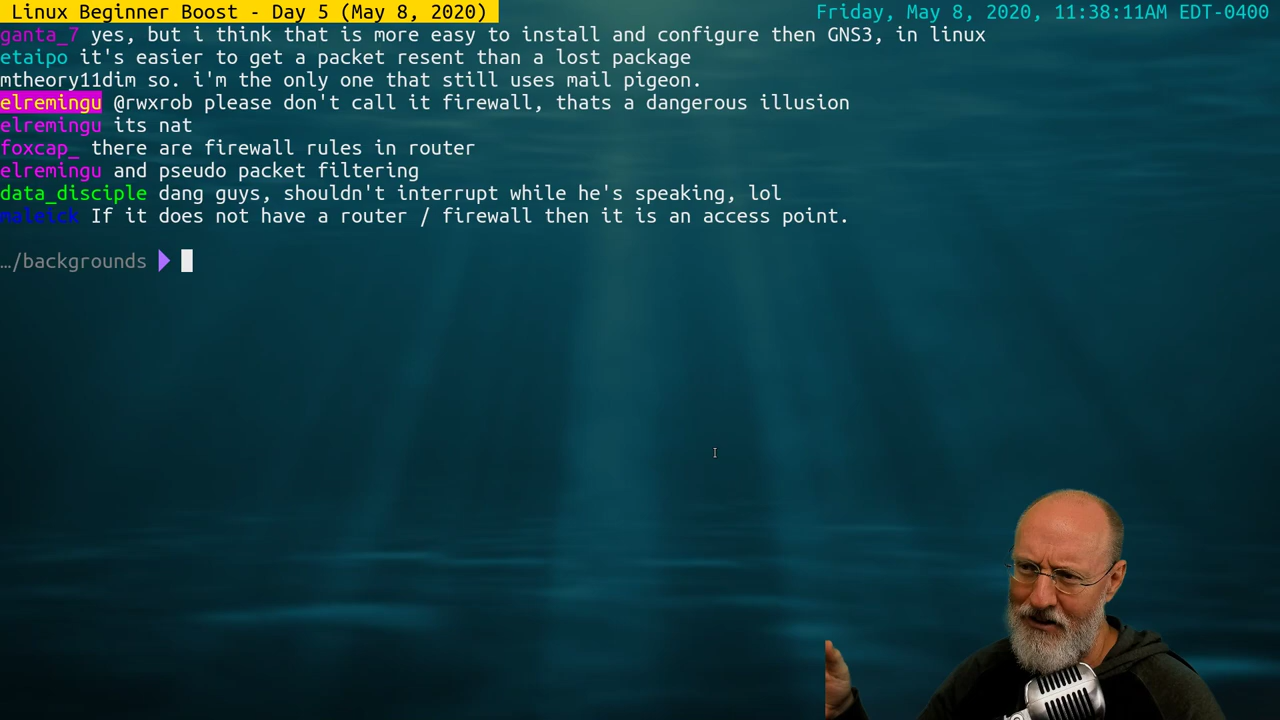 Linux Beginner Boost - Day 5 (May 8, 2020)
Friday, May 8, 2020, 11:38:11AM EDT-0400
ganta_7 yes, but i think that is more easy to install and configure then GNS3, in linux
etaipo it's easier to get a packet resent than a lost package
mtheory11dim so. i'm the only one that still uses mail pigeon.
elremingu @rwxrob please don't call it firewall, thats a dangerous illusion
elremingu its nat
foxcap_ there are firewall rules in router
elremingu and pseudo packet filtering
data_disciple dang guys, shouldn't interrupt while he's speaking, lol
maleick If it does not have a router / firewall then it is an access point.
…/backgrounds